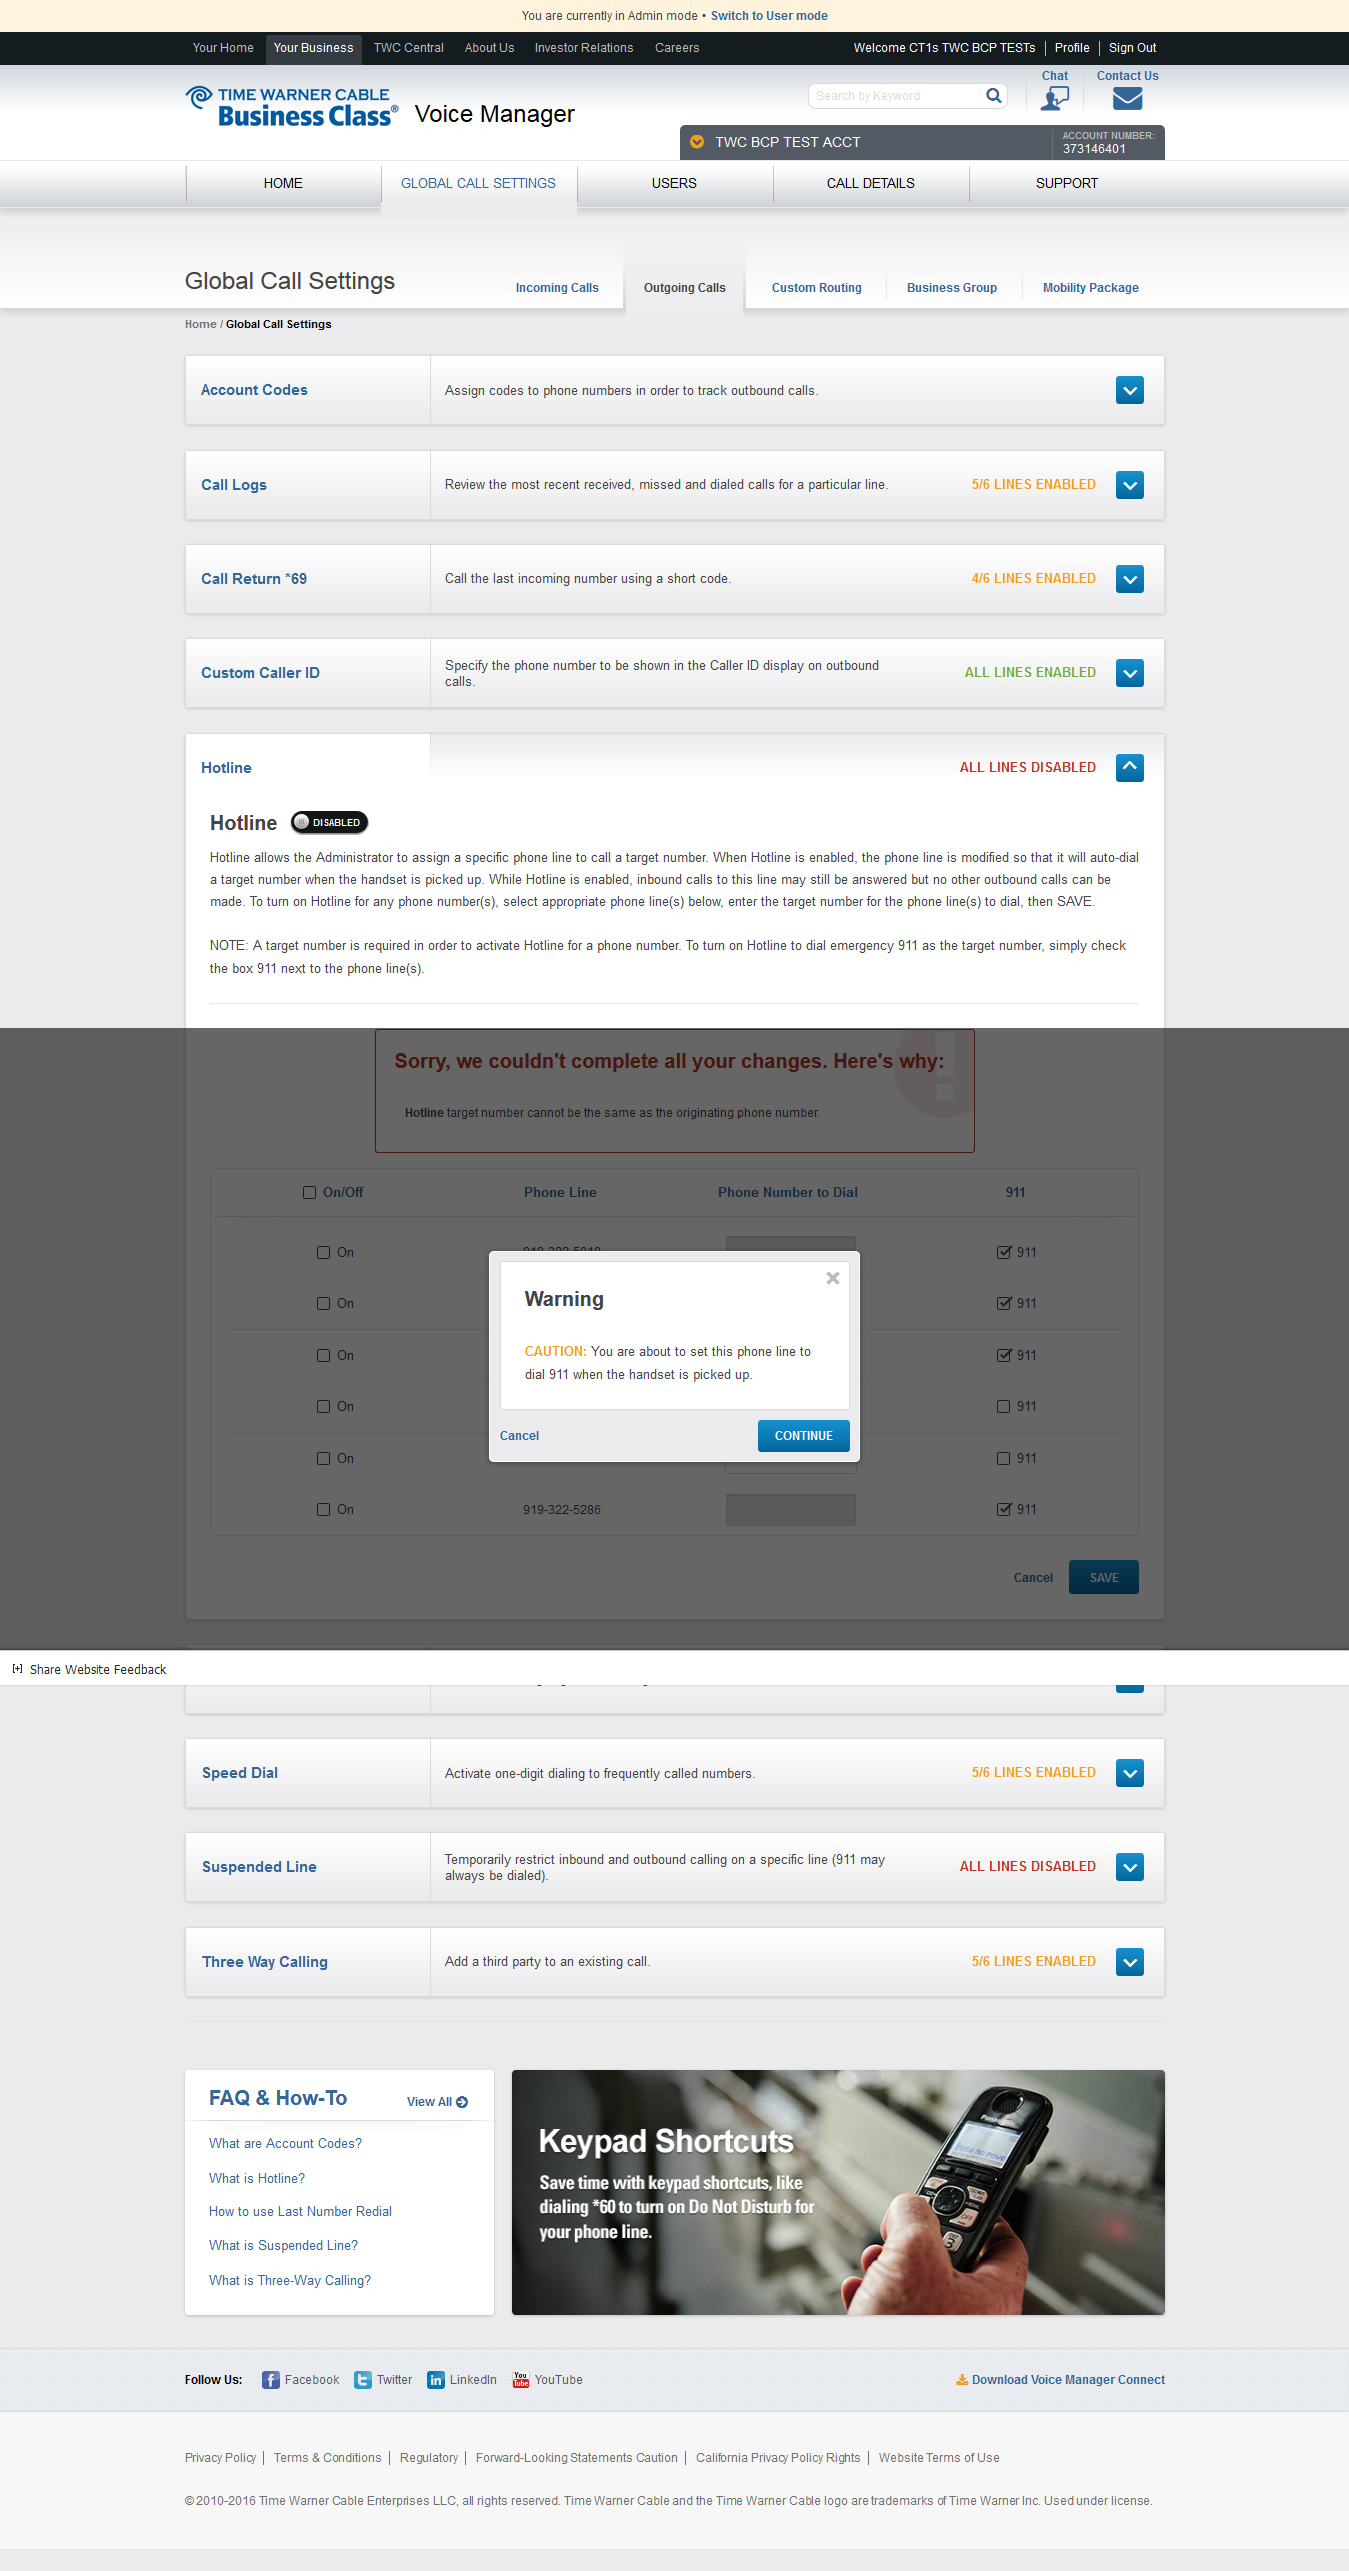 You are currently in Admin mode • Switch to User mode
Your Home Your Business TWC Central About Us Investor Relations Careers Welcome CT1s TWC BCP TESTs Profile Sign Out
TIME WARNER CABLE
Business Class®
Voice Manager
Search by Keyword
Chat
Contact Us
TWC BCP TEST ACCT
ACCOUNT NUMBER:
373146401
HOME GLOBAL CALL SETTINGS USERS CALL DETAILS SUPPORT
Global Call Settings
Incoming Calls Outgoing Calls Custom Routing Business Group Mobility Package
Home / Global Call Settings
Account Codes Assign codes to phone numbers in order to track outbound calls.
Call Logs Review the most recent received, missed and dialed calls for a particular line. 5/6 LINES ENABLED
Call Return *69 Call the last incoming number using a short code. 4/6 LINES ENABLED
Custom Caller ID Specify the phone number to be shown in the Caller ID display on outbound
calls.
ALL LINES ENABLED
Hotline ALL LINES DISABLED
Hotline DISABLED
Hotline allows the Administrator to assign a specific phone line to call a target number. When Hotline is enabled, the phone line is modified so that it will auto-dial
a target number when the handset is picked up. While Hotline is enabled, inbound calls to this line may still be answered but no other outbound calls can be
made. To turn on Hotline for any phone number(s), select appropriate phone line(s) below, enter the target number for the phone line(s) to dial, then SAVE.
NOTE: A target number is required in order to activate Hotline for a phone number. To turn on Hotline to dial emergency 911 as the target number, simply check
the box 911 next to the phone line(s).
Sorry, we couldn't complete all your changes. Here's why:
Hotline target number cannot be the same as the originating phone number.
On/Off Phone Line Phone Number to Dial 911
On 911
On 911
On 911
On 911
On 911
On 919-322-5286 911
Warning
CAUTION: You are about to set this phone line to
dial 911 when the handset is picked up.
Cancel CONTINUE
Cancel SAVE
[+] Share Website Feedback
Speed Dial Activate one-digit dialing to frequently called numbers. 5/6 LINES ENABLED
Suspended Line Temporarily restrict inbound and outbound calling on a specific line (911 may
always be dialed).
ALL LINES DISABLED
Three Way Calling Add a third party to an existing call. 5/6 LINES ENABLED
FAQ & How-To View All
What are Account Codes?
What is Hotline?
How to use Last Number Redial
What is Suspended Line?
What is Three-Way Calling?
Keypad Shortcuts
Save time with keypad shortcuts, like
dialing *60 to turn on Do Not Disturb for
your phone line.
Follow Us: Facebook Twitter LinkedIn YouTube Download Voice Manager Connect
Privacy Policy Terms & Conditions Regulatory Forward-Looking Statements Caution California Privacy Policy Rights Website Terms of Use
© 2010-2016 Time Warner Cable Enterprises LLC, all rights reserved. Time Warner Cable and the Time Warner Cable logo are trademarks of Time Warner Inc. Used under license.